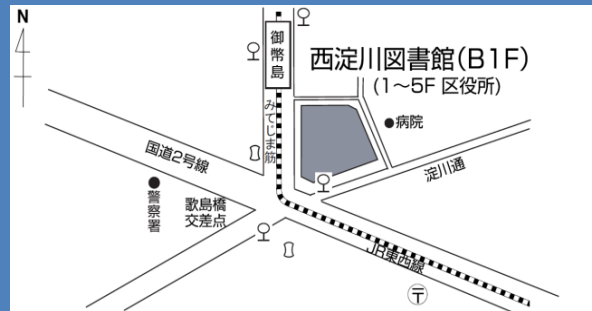 N
御幣島
西淀川図書館(B1F)
(1〜5F 区役所)
みてじま筋
●病院
国道2号線
淀川通
警察署
歌島橋
交差点
JR東西線
〒